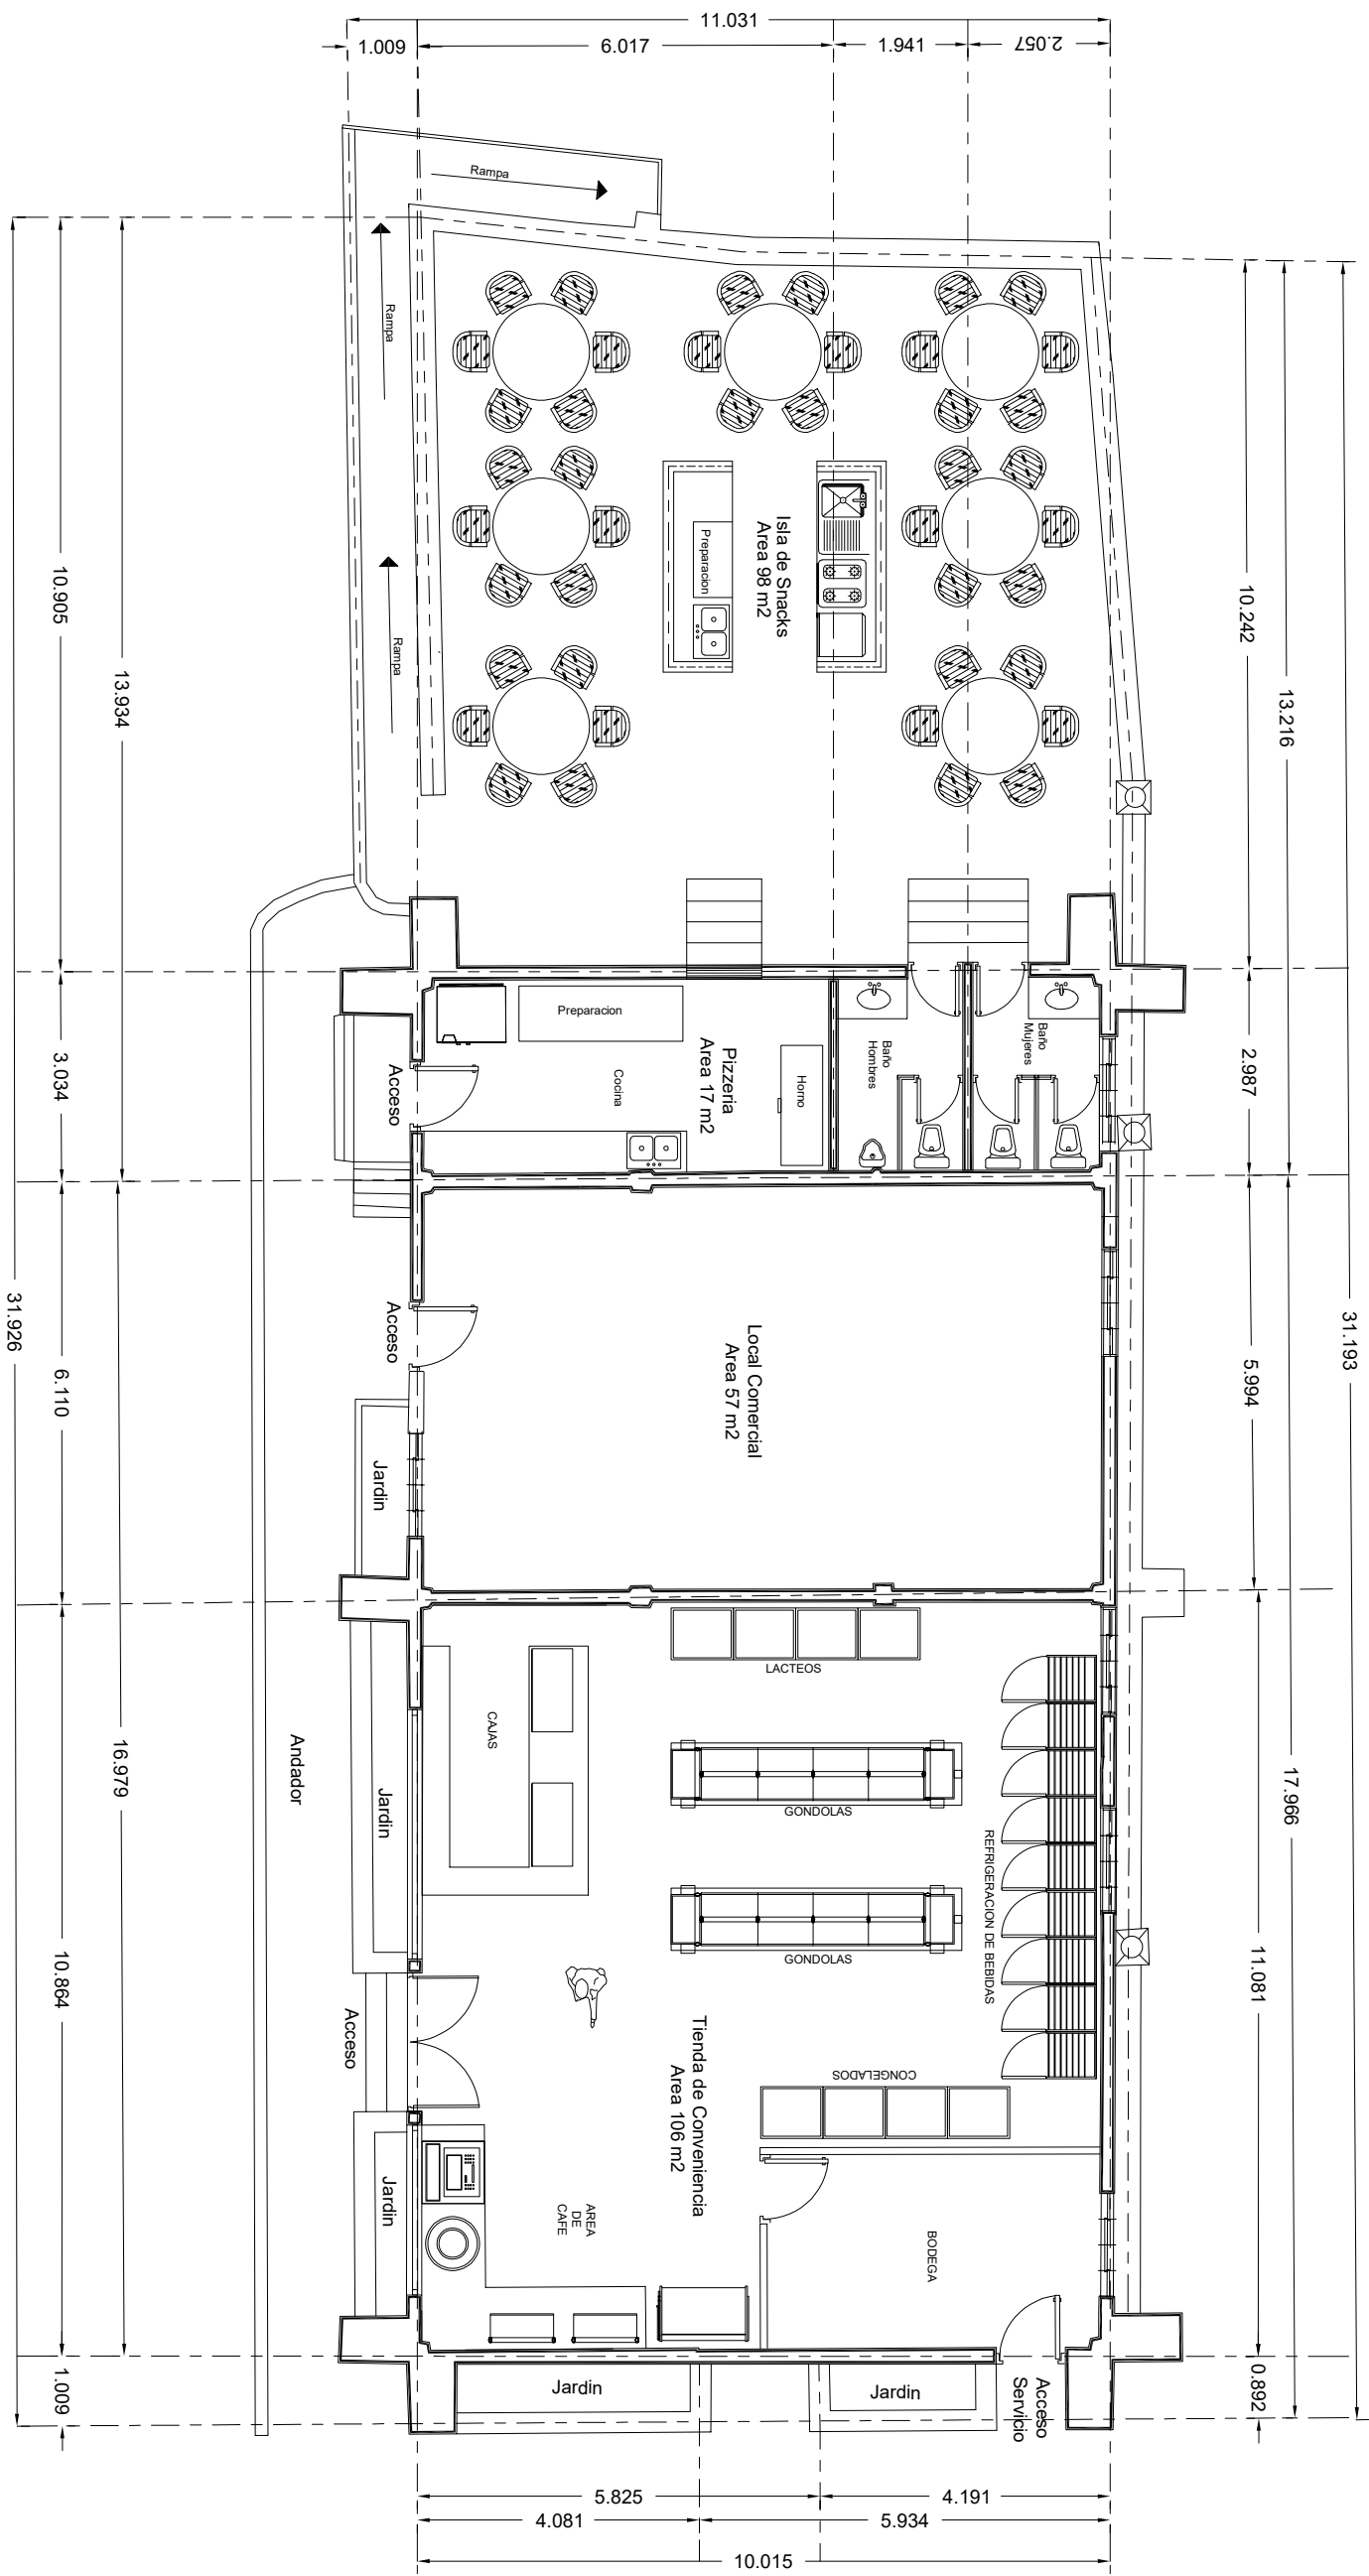 11.031
1.009
6.017
1.941
2.057
Rampa
Rampa
Rampa
10.905
13.934
10.242
13.216
Isla de Snacks
Area 98 m2
Preparacion
31.926
31.193
3.034
2.987
Acceso
Preparacion
Cocina
Pizzeria
Area 17 m2
Horno
Baño
Hombres
Baño
Mujeres
6.110
5.994
Acceso
Jardin
Local Comercial
Area 57 m2
16.979
17.966
10.864
11.081
Andador
Jardin
CAJAS
LACTEOS
GONDOLAS
GONDOLAS
REFRIGERACION DE BEBIDAS
Acceso
Tienda de Conveniencia
Area 106 m2
CONGELADOS
Jardin
AREA
DE
CAFE
BODEGA
1.009
0.892
Jardin
Jardin
Acceso
Servicio
5.825
4.191
4.081
5.934
10.015